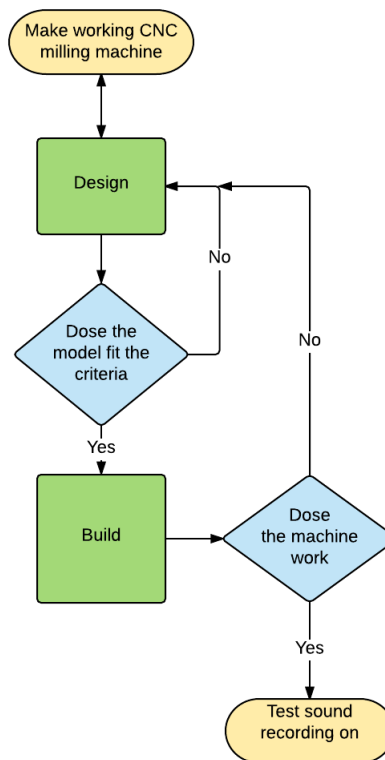 Make working CNC
milling machine
Design
No
Dose the
model fit the
criteria
No
Yes
Build
Dose
the machine
work
Yes
Test sound
recording on